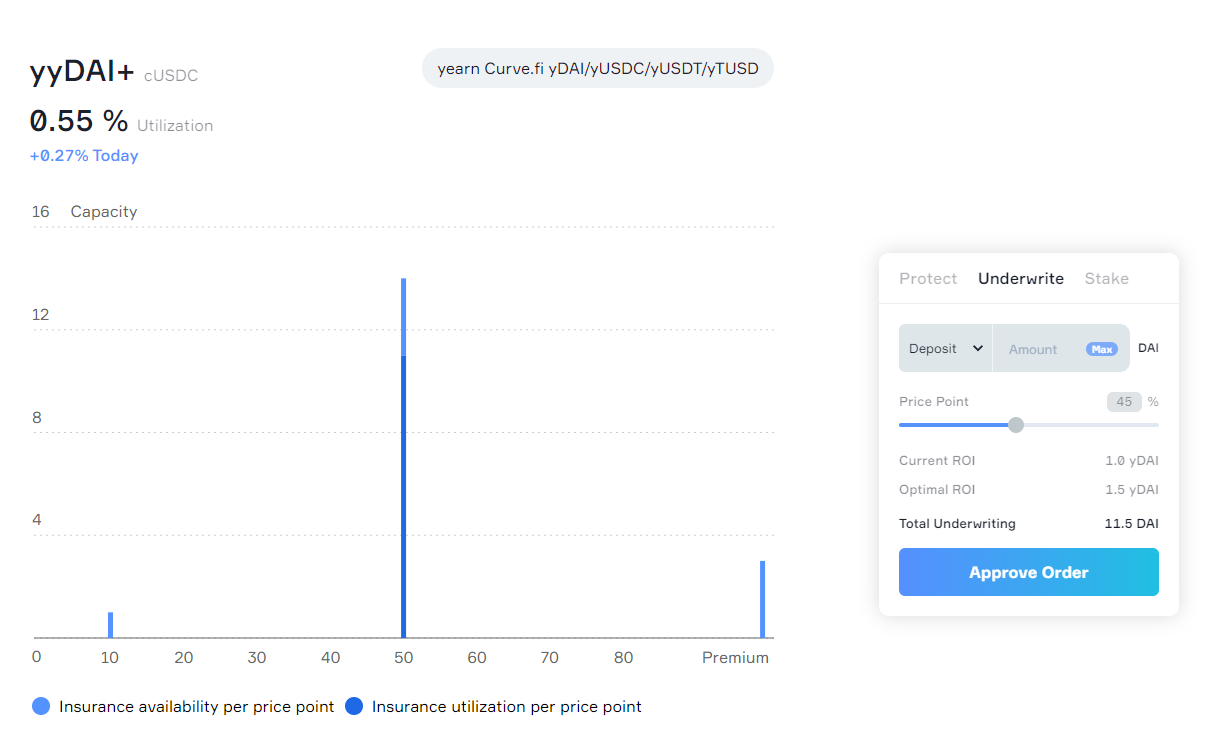 yyDAI+ cUSDC
yearn Curve.fi yDAI/yUSDC/yUSDT/yTUSD
0.55 % Utilization
+0.27% Today
16 Capacity
12
8
4
0 10 20 30 40 50 60 70 80 Premium
Insurance availability per price point Insurance utilization per price point
Protect Underwrite Stake
Deposit Amount Max DAI
Price Point 45 %
Current ROI 1.0 yDAI
Optimal ROI 1.5 yDAI
Total Underwriting 11.5 DAI
Approve Order